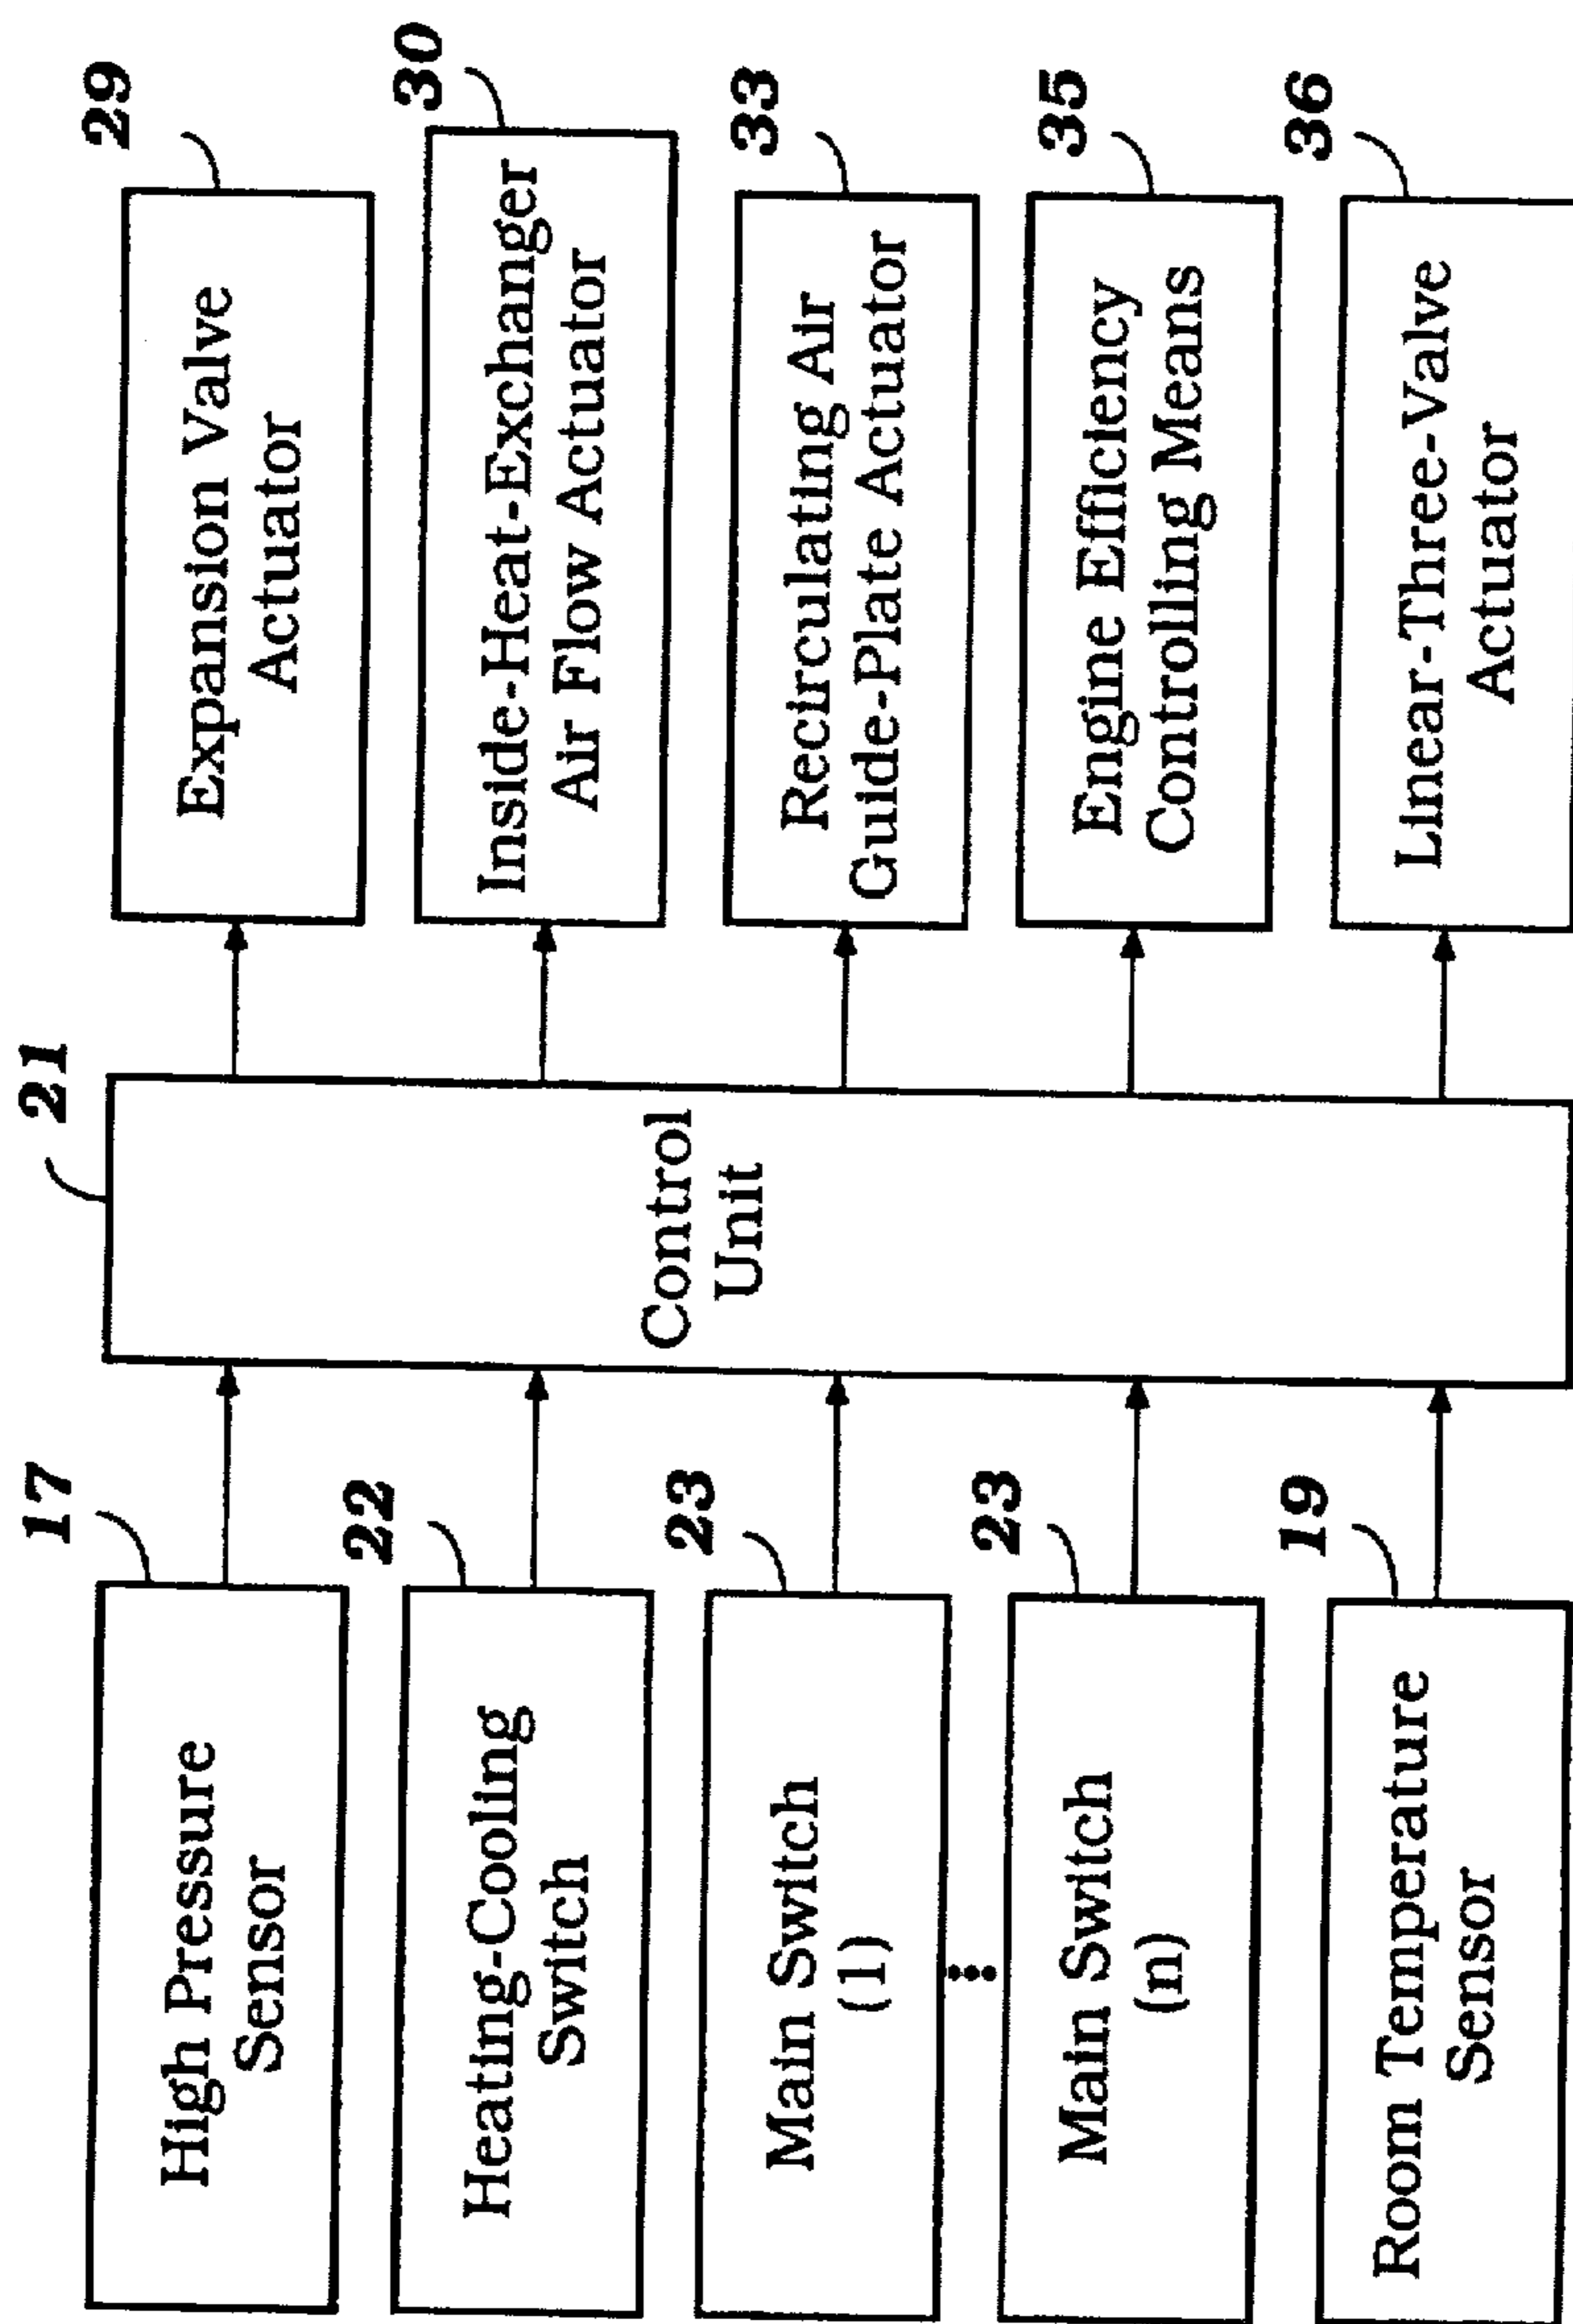 17
High Pressure
Sensor
22
Heating-Cooling
Switch
23
Main Switch
(1)
23
Main Switch
(n)
19
Room Temperature
Sensor
21
Control
Unit
29
Expansion Valve
Actuator
30
Inside-Heat-Exchanger
Air Flow Actuator
33
Recirculating Air
Guide-Plate Actuator
35
Engine Efficiency
Controlling Means
36
Linear-Three-Valve
Actuator